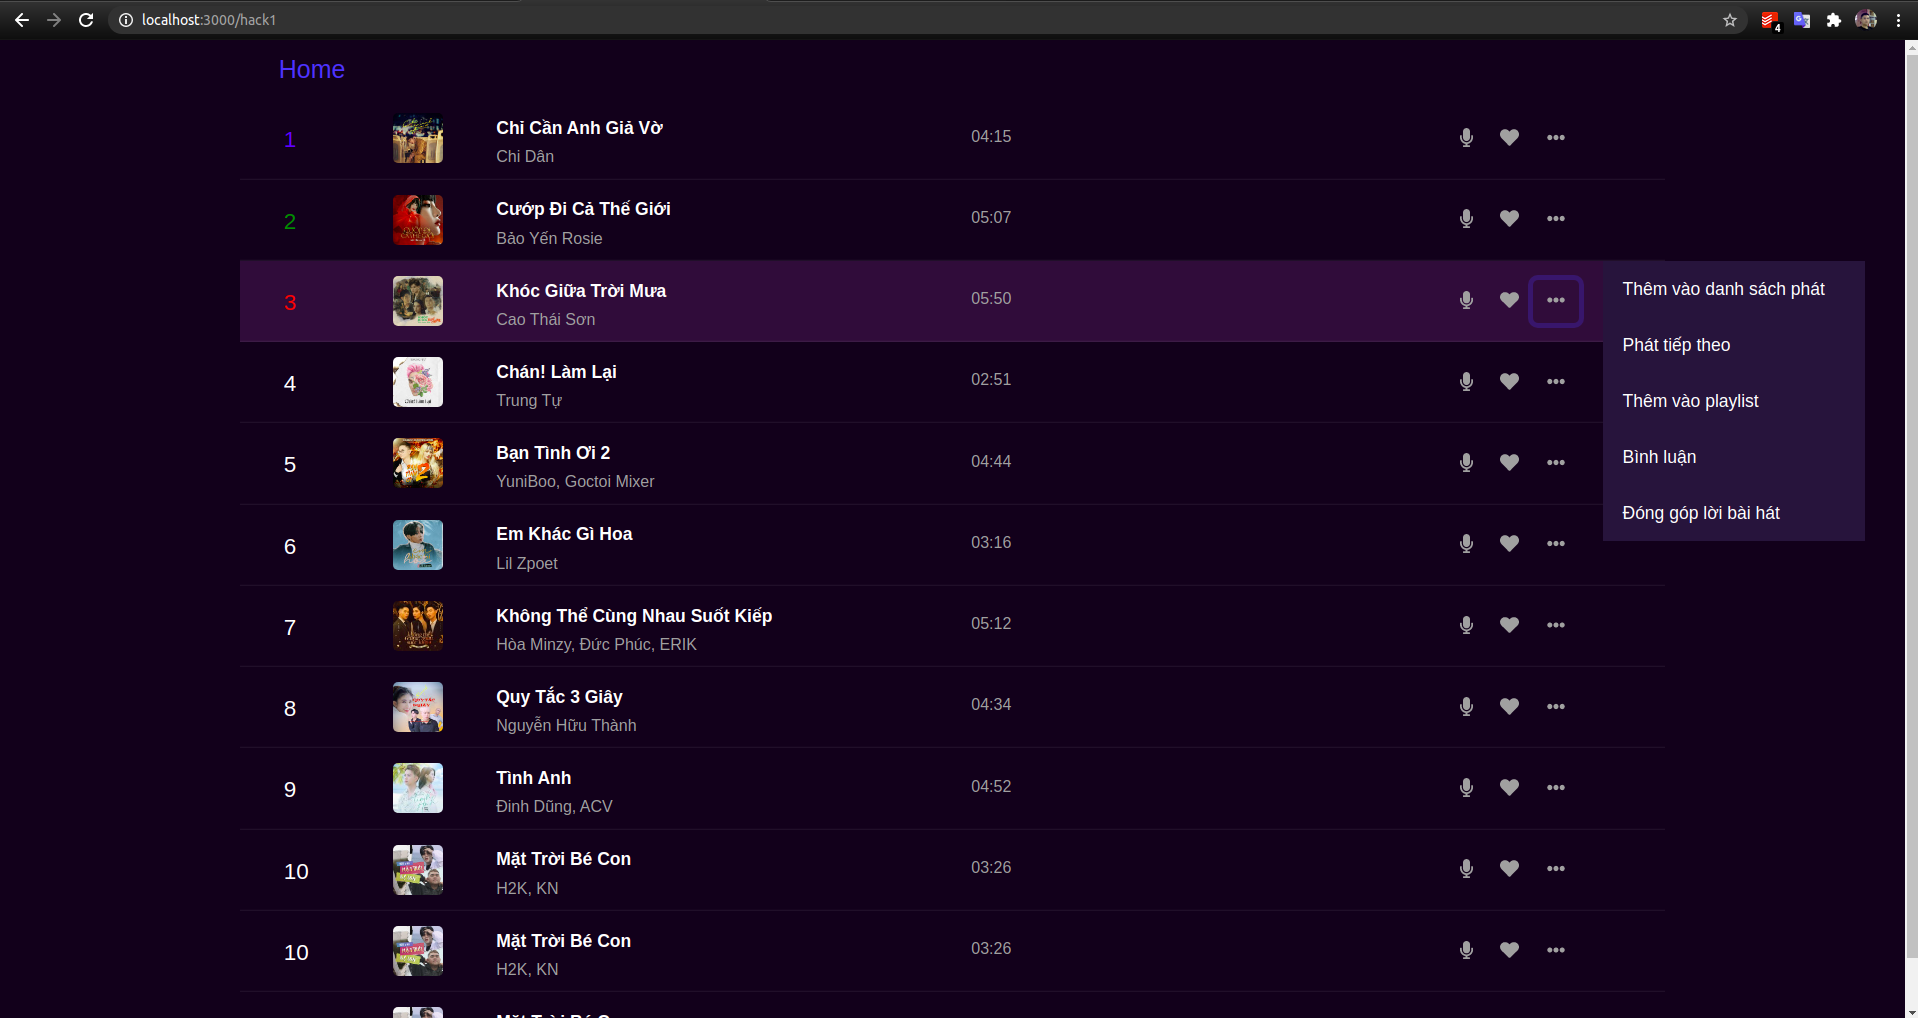 localhost:3000/hack1
4
Home
1
Chỉ Cần Anh Giả Vờ
Chi Dân
04:15
2
Cướp Đi Cả Thế Giới
Bảo Yến Rosie
05:07
3
Khóc Giữa Trời Mưa
Cao Thái Sơn
05:50
Thêm vào danh sách phát
Phát tiếp theo
Thêm vào playlist
Bình luận
Đóng góp lời bài hát
4
Chán! Làm Lại
Trung Tự
02:51
5
Bạn Tình Ơi 2
YuniBoo, Goctoi Mixer
04:44
6
Em Khác Gì Hoa
Lil Zpoet
03:16
7
Không Thể Cùng Nhau Suốt Kiếp
Hòa Minzy, Đức Phúc, ERIK
05:12
8
Quy Tắc 3 Giây
Nguyễn Hữu Thành
04:34
9
Tình Anh
Đinh Dũng, ACV
04:52
10
Mặt Trời Bé Con
H2K, KN
03:26
10
Mặt Trời Bé Con
H2K, KN
03:26